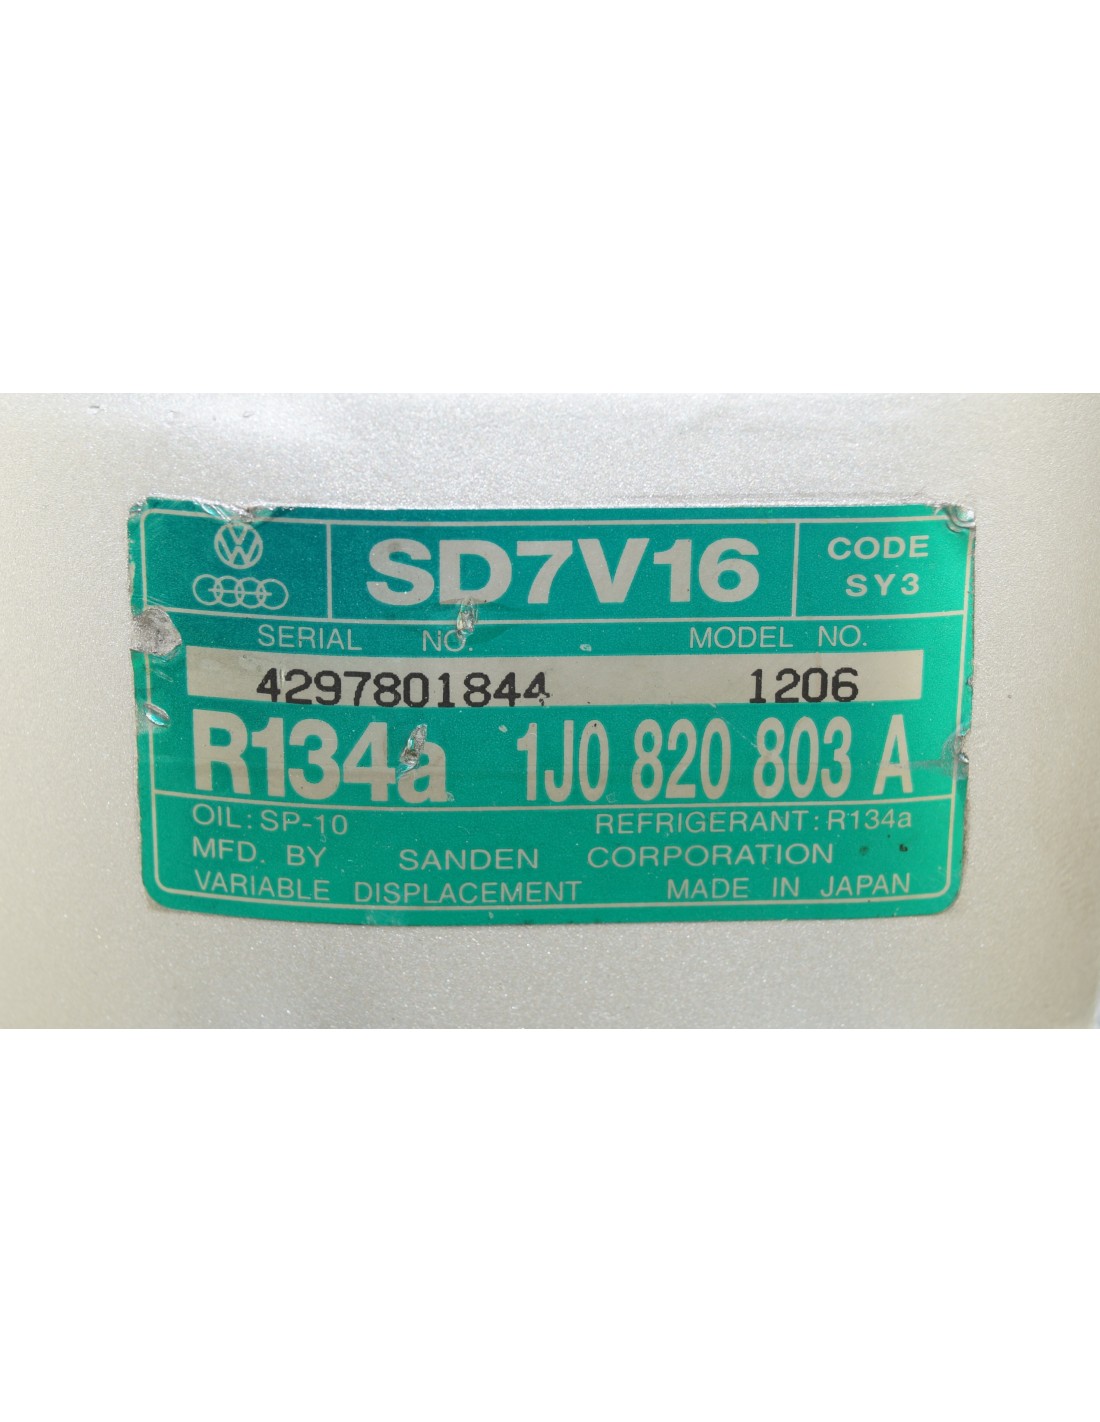 SD7V16
CODE
SY3
SERIAL NO. MODEL NO.
4297801844 1206
R134a 1J0 820 803 A
OIL: SP-10 REFRIGERANT: R134a
MFD. BY SANDEN CORPORATION
VARIABLE DISPLACEMENT MADE IN JAPAN